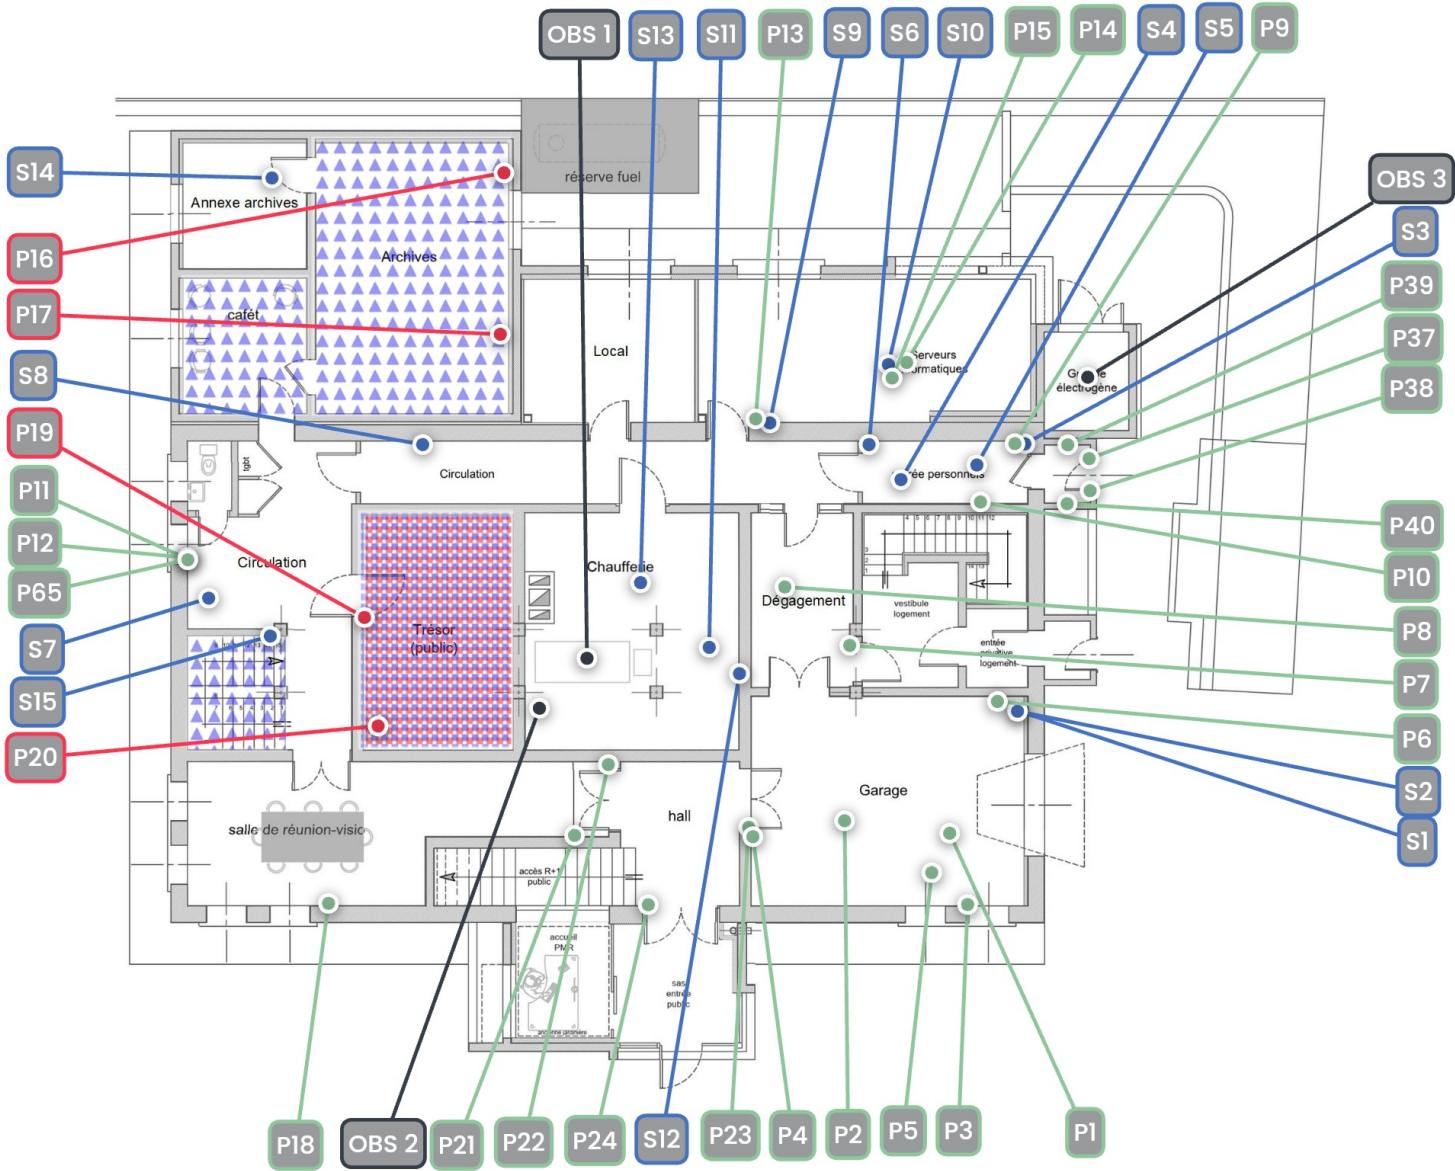 OBS 1
S13
S11
P13
S9
S6
S10
P15
P14
S4
S5
P9
S14
P16
P17
S8
P19
P11
P12
P65
S7
S15
P20
OBS 3
S3
P39
P37
P38
P40
P10
P8
P7
P6
S2
S1
réserve fuel
Annexe archives
Archives
cafét
Local
électrogène
Circulation
tgbt
Circulation
Chaufferie
Trésor
(public)
Dégagement
vestibule
logement
entrée
privative
logement
Garage
hall
salle de réunion-visio
accès R+1
public
accueil
PMR
sas
entrée
public
P18
OBS 2
P21
P22
P24
S12
P23
P4
P2
P5
P3
P1